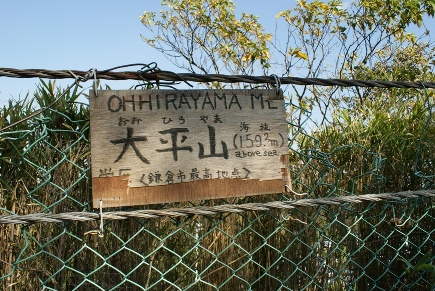 OHHIRAYAMA Mt.
おお ひら やま 海抜
大平山 (159.2m)
above sea
<鎌倉市最高地点>